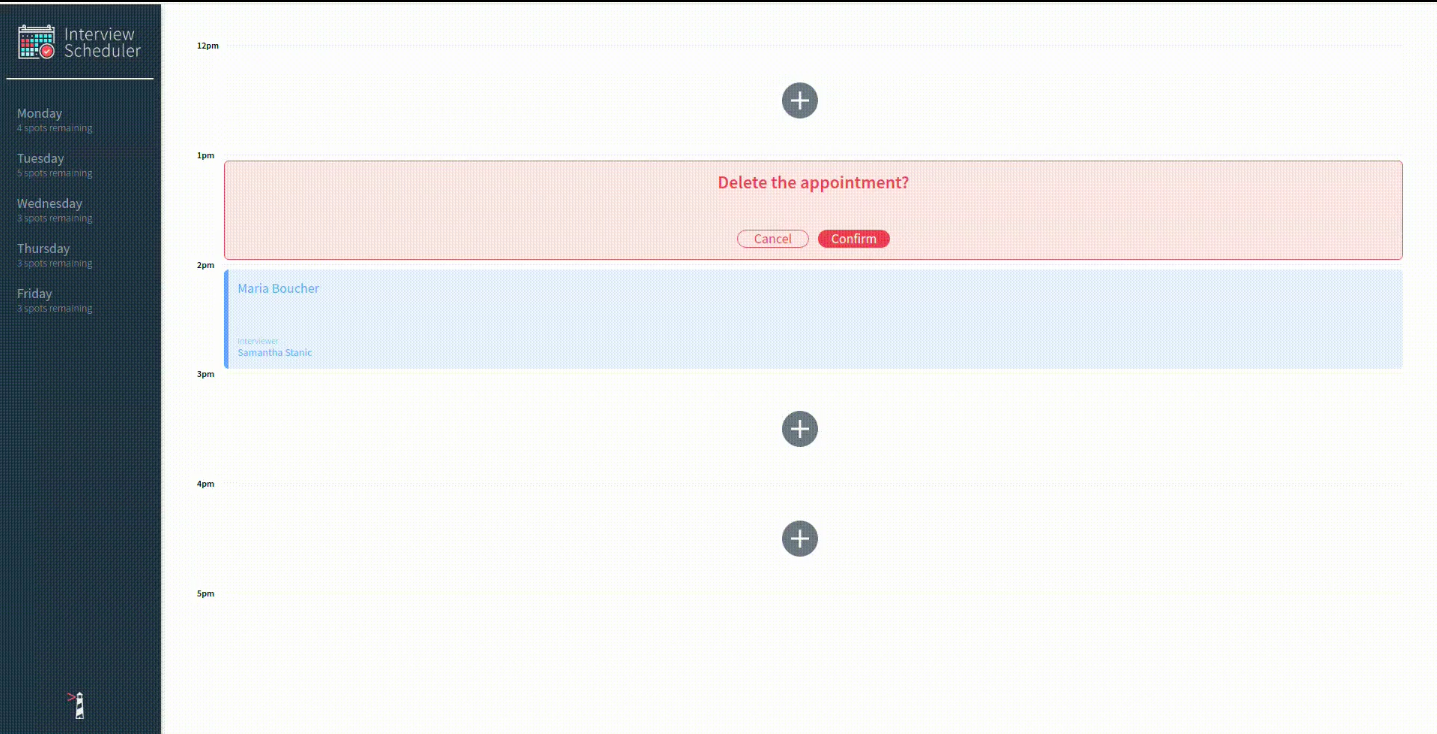 Interview
Scheduler
Monday
4 spots remaining
Tuesday
5 spots remaining
Wednesday
3 spots remaining
Thursday
3 spots remaining
Friday
3 spots remaining
12pm
1pm
Delete the appointment?
Cancel Confirm
2pm
Maria Boucher
Interviewer
Samantha Stanic
3pm
4pm
5pm